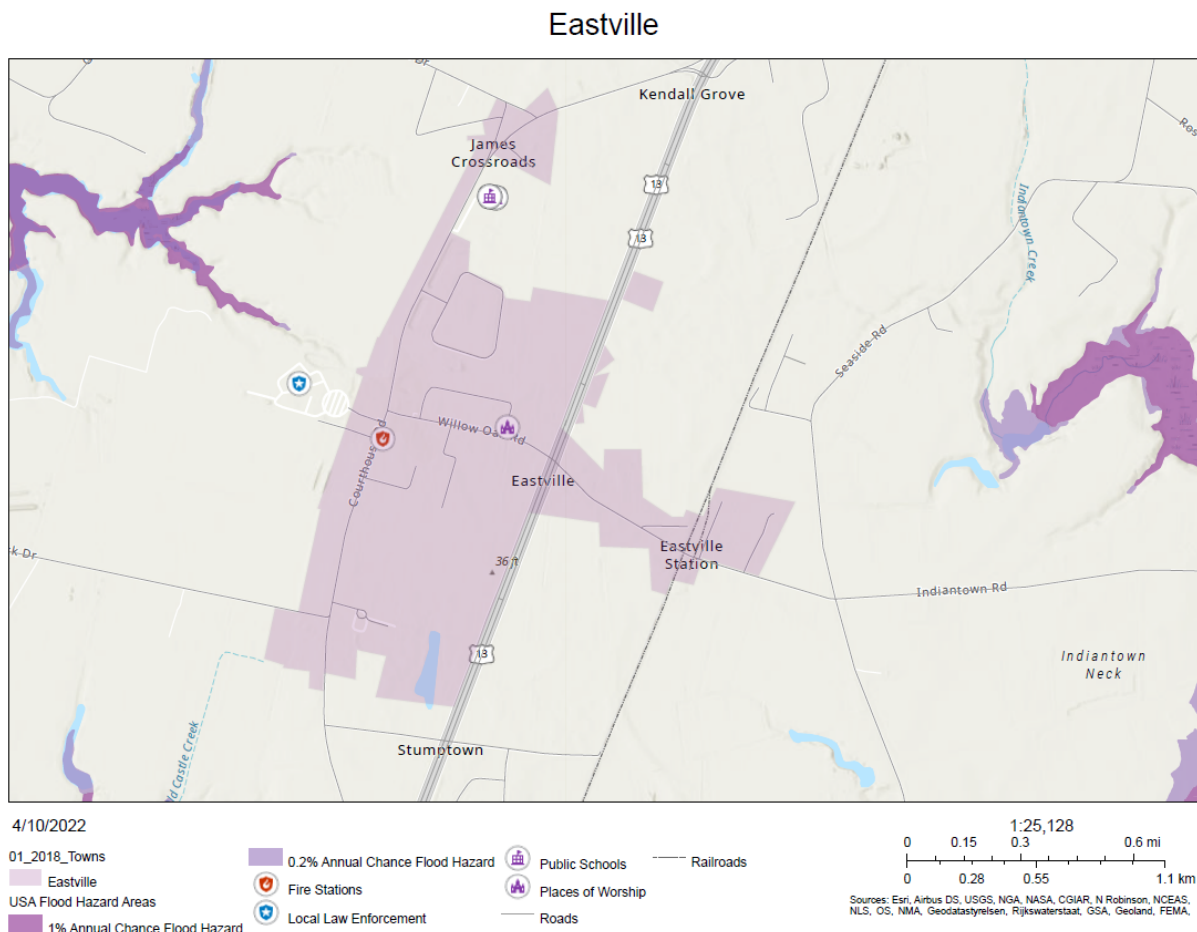 Eastville
Dr
Kendall Grove
James
Crossroads
13
13
Indiantown Creek
Seaside Rd
Courthouse Rd
Eastville
36 ft
Eastville
Station
Indiantown Rd
13
Indiantown
Neck
Stumptown
4/10/2022
01_2018_Towns
Eastville
USA Flood Hazard Areas
1% Annual Chance Flood Hazard
0.2% Annual Chance Flood Hazard
Fire Stations
Local Law Enforcement
Public Schools
Places of Worship
Roads
Railroads
1:25,128
0 0.15 0.3 0.6 mi
0 0.28 0.55 1.1 km
Sources: Esri, Airbus DS, USGS, NGA, NASA, CGIAR, N Robinson, NCEAS,
NLS, OS, NMA, Geodatastyrelsen, Rijkswaterstaat, GSA, Geoland, FEMA,